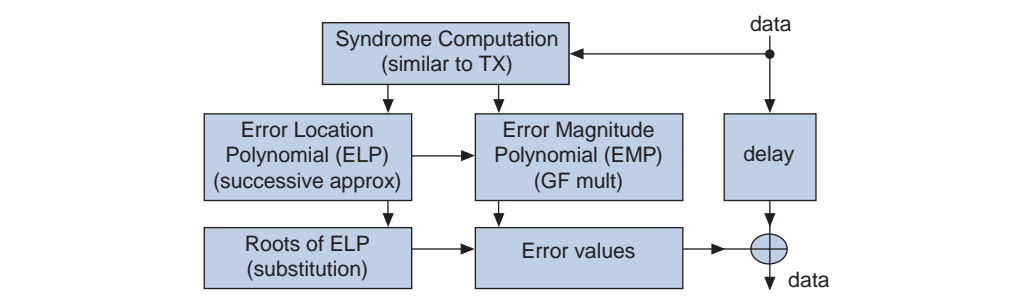 data
Syndrome Computation
(similar to TX)
Error Location
Polynomial (ELP)
(successive approx)
Error Magnitude
Polynomial (EMP)
(GF mult)
delay
Roots of ELP
(substitution)
Error values
data